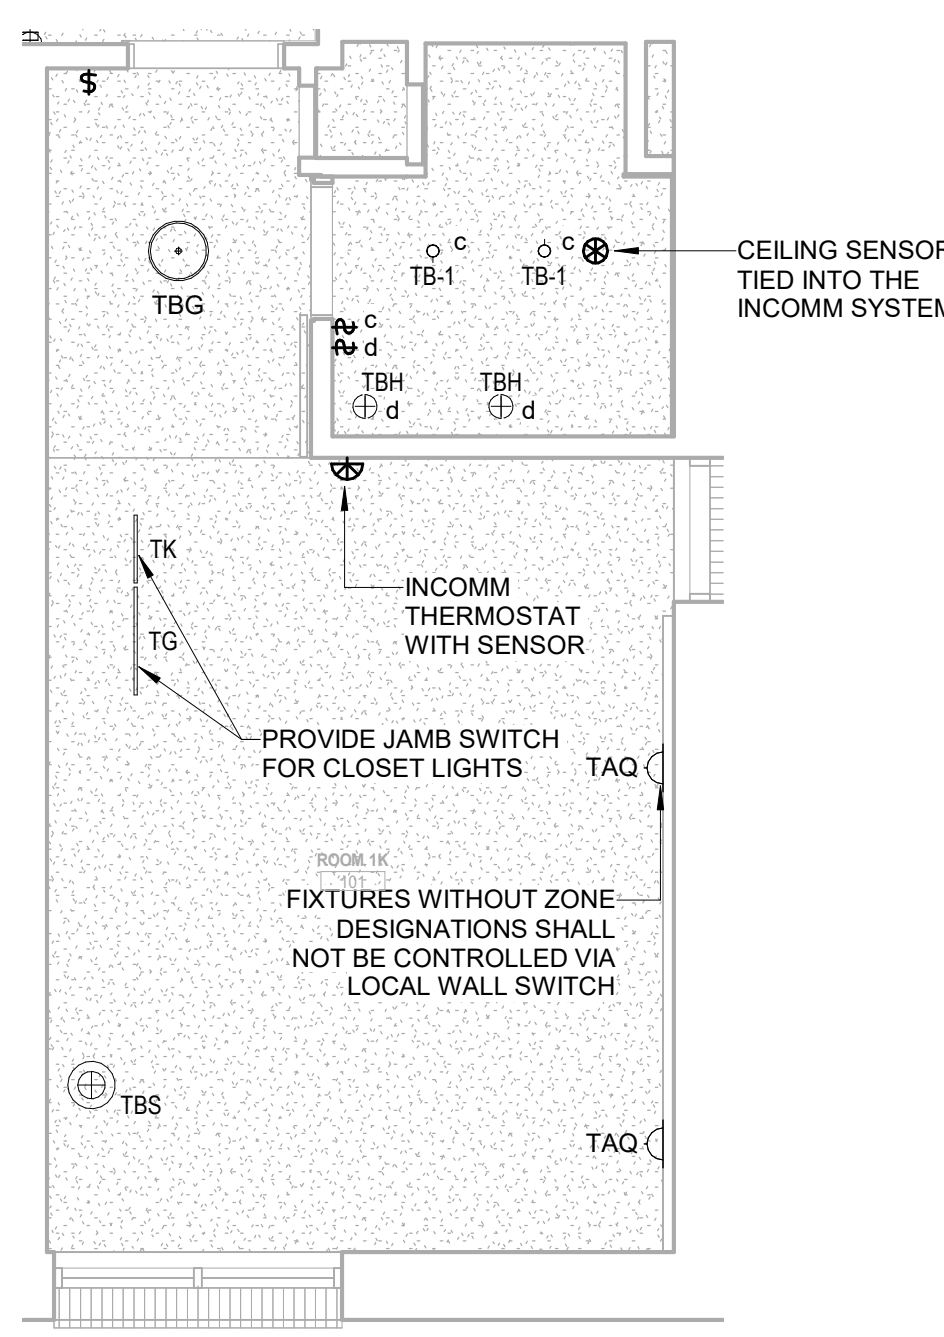 $
c
c
CEILING SENSOR
TB-1
TB-1
TIED INTO THE
TBG
INCOMM SYSTEM
c
d
TBH
TBH
d
d
TK
INCOMM
THERMOSTAT
WITH SENSOR
TG
PROVIDE JAMB SWITCH
FOR CLOSET LIGHTS
TAQ
ROOM 1K
101
FIXTURES WITHOUT ZONE
DESIGNATIONS SHALL
NOT BE CONTROLLED VIA
LOCAL WALL SWITCH
TBS
TAQ